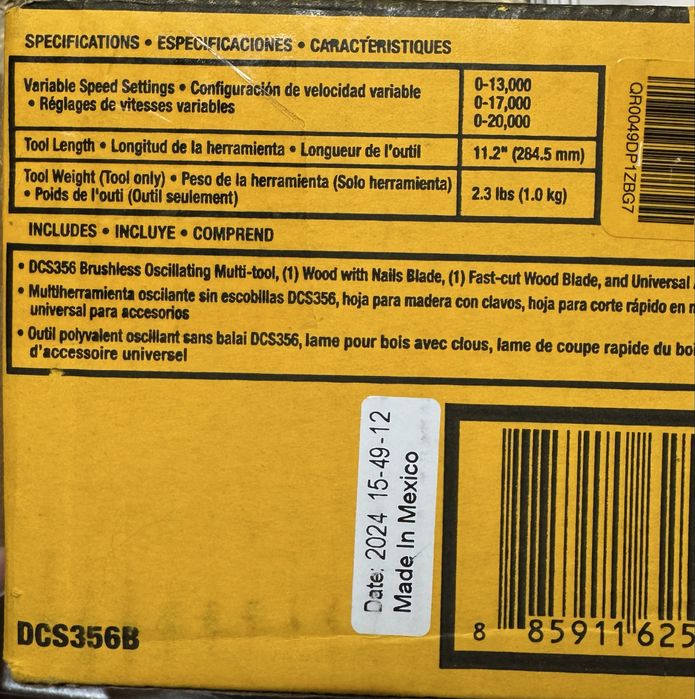 SPECIFICATIONS • ESPECIFICACIONES • CARACTÉRISTIQUES
Variable Speed Settings • Configuración de velocidad variable
• Réglages de vitesses variables
0-13,000
0-17,000
0-20,000
Tool Length • Longitud de la herramienta • Longueur de l'outil
11.2" (284.5 mm)
Tool Weight (Tool only) • Peso de la herramienta (Solo herramienta)
• Poids de l'outi (Outil seulement)
2.3 lbs (1.0 kg)
QR0049DP1ZBG7
INCLUDES • INCLUYE • COMPREND
• DCS356 Brushless Oscillating Multi-tool, (1) Wood with Nails Blade, (1) Fast-cut Wood Blade, and Universal
• Multiherramienta oscilante sin escobillas DCS356, hoja para madera con clavos, hoja para corte rápido en
universal para accesorios
• Outil polyvalent oscillant sans balai DCS356, lame pour bois avec clous, lame de coupe rapide du
d'accessoire universel
Date: 2024 15-49-12
Made In Mexico
DCS356B
8 85911 625